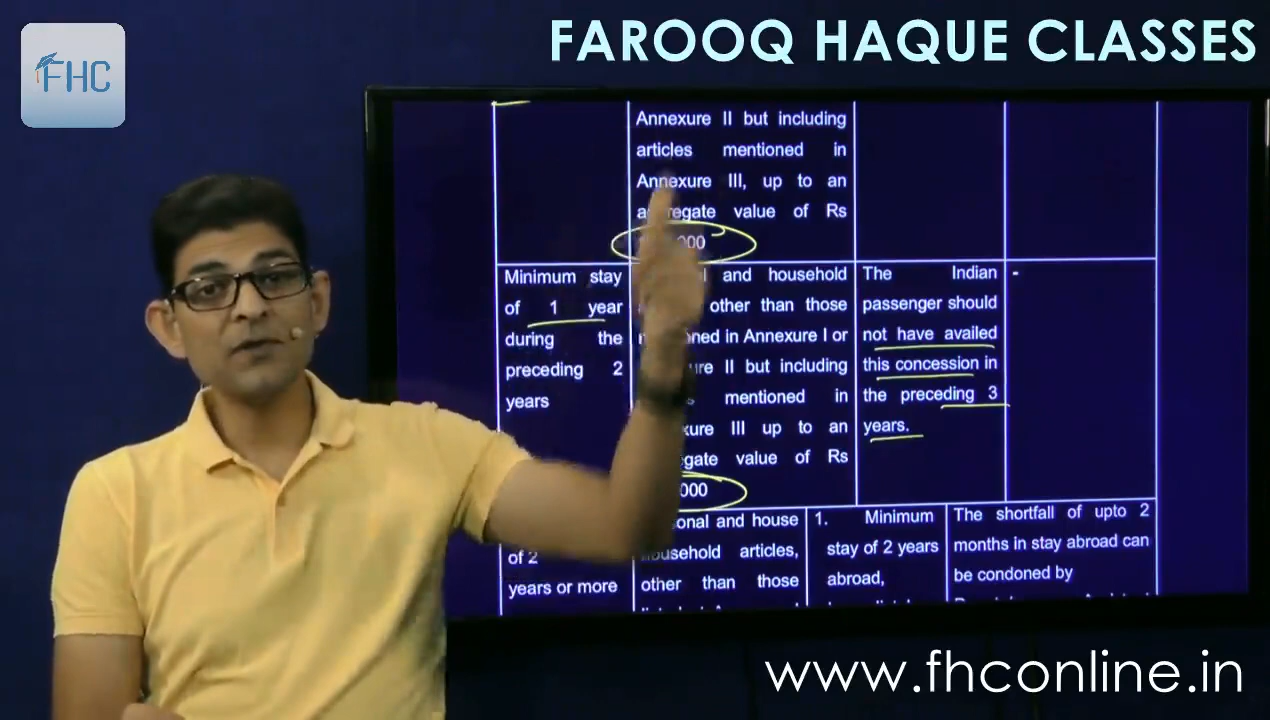 FAROOQ HAQUE CLASSES
FHC
Annexure II but including
articles mentioned in
Annexure III, up to an
value of Rs
000
Minimum stay
of 1 year
during the
preceding 2
years
and household
other than those
in Annexure I or
II but including
mentioned in
III up to an
value of Rs
000
The Indian
passenger should
not have availed
this concession in
the preceding 3
years.
-
of 2
years or more
and house
household articles,
other than those
1. Minimum
stay of 2 years
abroad,
The shortfall of upto 2
months in stay abroad can
be condoned by
www.fhconline.in